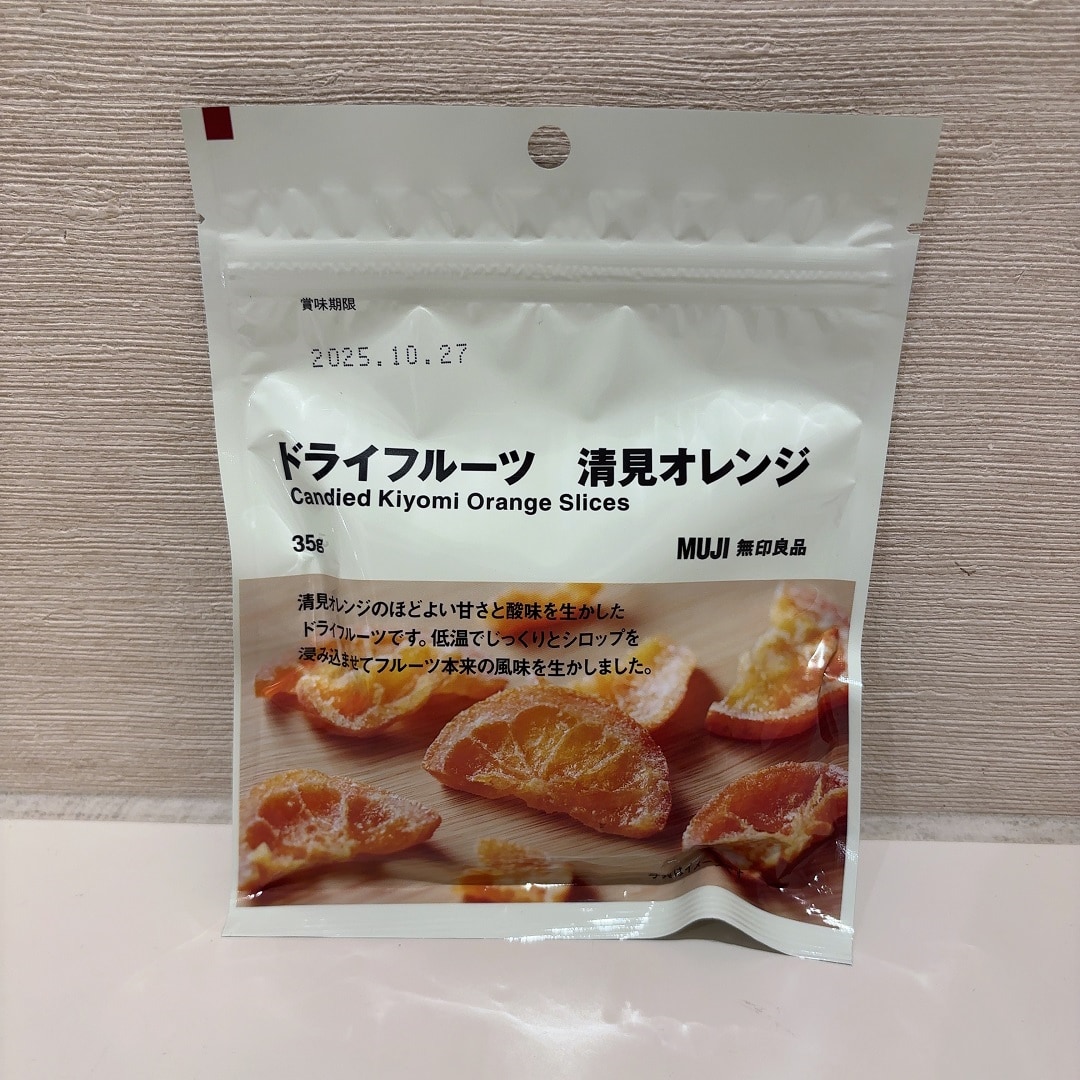 賞味期限
2025.10.27
ドライフルーツ 清見オレンジ
Candied Kiyomi Orange Slices
35g
MUJI 無印良品
清見オレンジのほどよい甘さと酸味を生かした
ドライフルーツです。低温でじっくりとシロップを
浸み込ませてフルーツ本来の風味を生かしました。